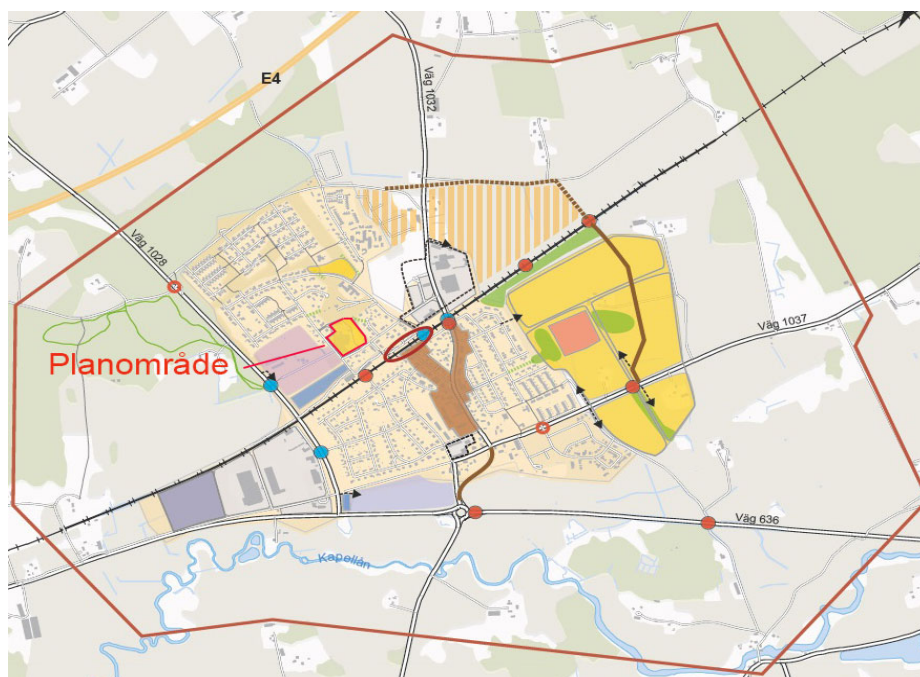 E4
Väg 1032
Väg 1028
Väg 1037
Planområde
Väg 636
Kapellån